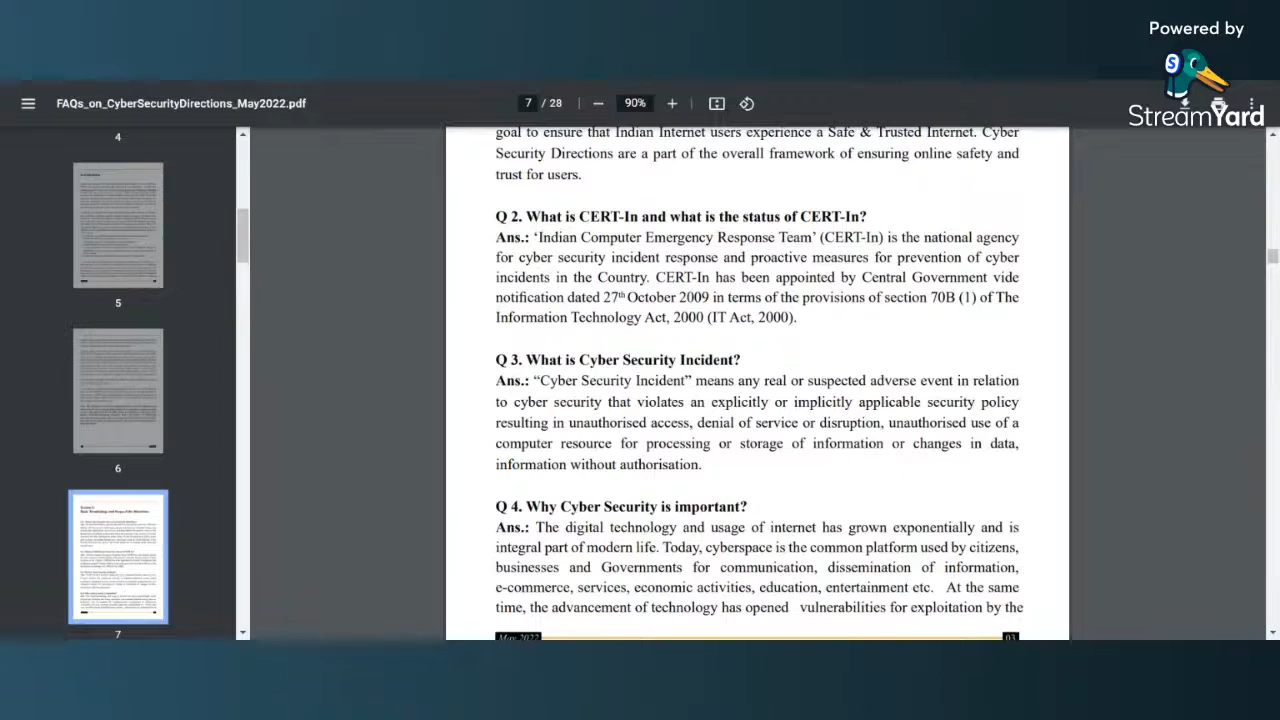 Powered by
StreamYard
FAQs_on_CyberSecurityDirections_May2022.pdf
7 / 28
90%
4
5
6
7
goal to ensure that Indian Internet users experience a Safe & Trusted Internet. Cyber
Security Directions are a part of the overall framework of ensuring online safety and
trust for users.
Q 2. What is CERT-In and what is the status of CERT-In?
Ans.: ‘Indian Computer Emergency Response Team’ (CERT-In) is the national agency
for cyber security incident response and proactive measures for prevention of cyber
incidents in the Country. CERT-In has been appointed by Central Government vide
notification dated 27th October 2009 in terms of the provisions of section 70B (1) of The
Information Technology Act, 2000 (IT Act, 2000).
Q 3. What is Cyber Security Incident?
Ans.: “Cyber Security Incident” means any real or suspected adverse event in relation
to cyber security that violates an explicitly or implicitly applicable security policy
resulting in unauthorised access, denial of service or disruption, unauthorised use of a
computer resource for processing or storage of information or changes in data,
information without authorisation.
Q 4. Why Cyber Security is important?
Ans.: The digital technology and usage of internet has grown exponentially and is
integral part of modern life. Today, cyberspace is the common platform used by citizens,
businesses and Governments for communication, dissemination of information,
e-commerce, services, economic activities, education, entertainment etc. At the same
time, the advancement of technology has opened vulnerabilities for exploitation by the
May 2022
03